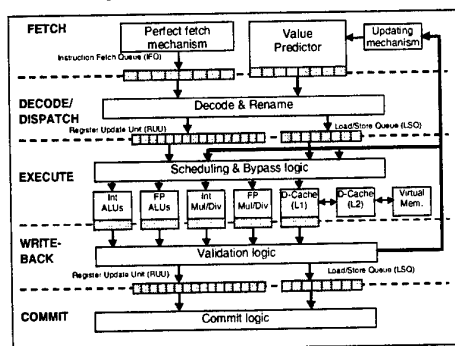 FETCH
Perfect fetch
mechanism
Value
Predictor
Updating
mechanism
Instruction Fetch Queue (IFQ)
DECODE/
DISPATCH
Decode & Rename
Register Update Unit (RUU)
Load/Store Queue (LSQ)
EXECUTE
Scheduling & Bypass logic
Int
ALUs
FP
ALUs
Int
Mul/Div
FP
Mul/Div
D-Cache
(L1)
D-Cache
(L2)
Virtual
Mem.
WRITE-
BACK
Validation logic
Register Update Unit (RUU)
Load/Store Queue (LSQ)
COMMIT
Commit logic